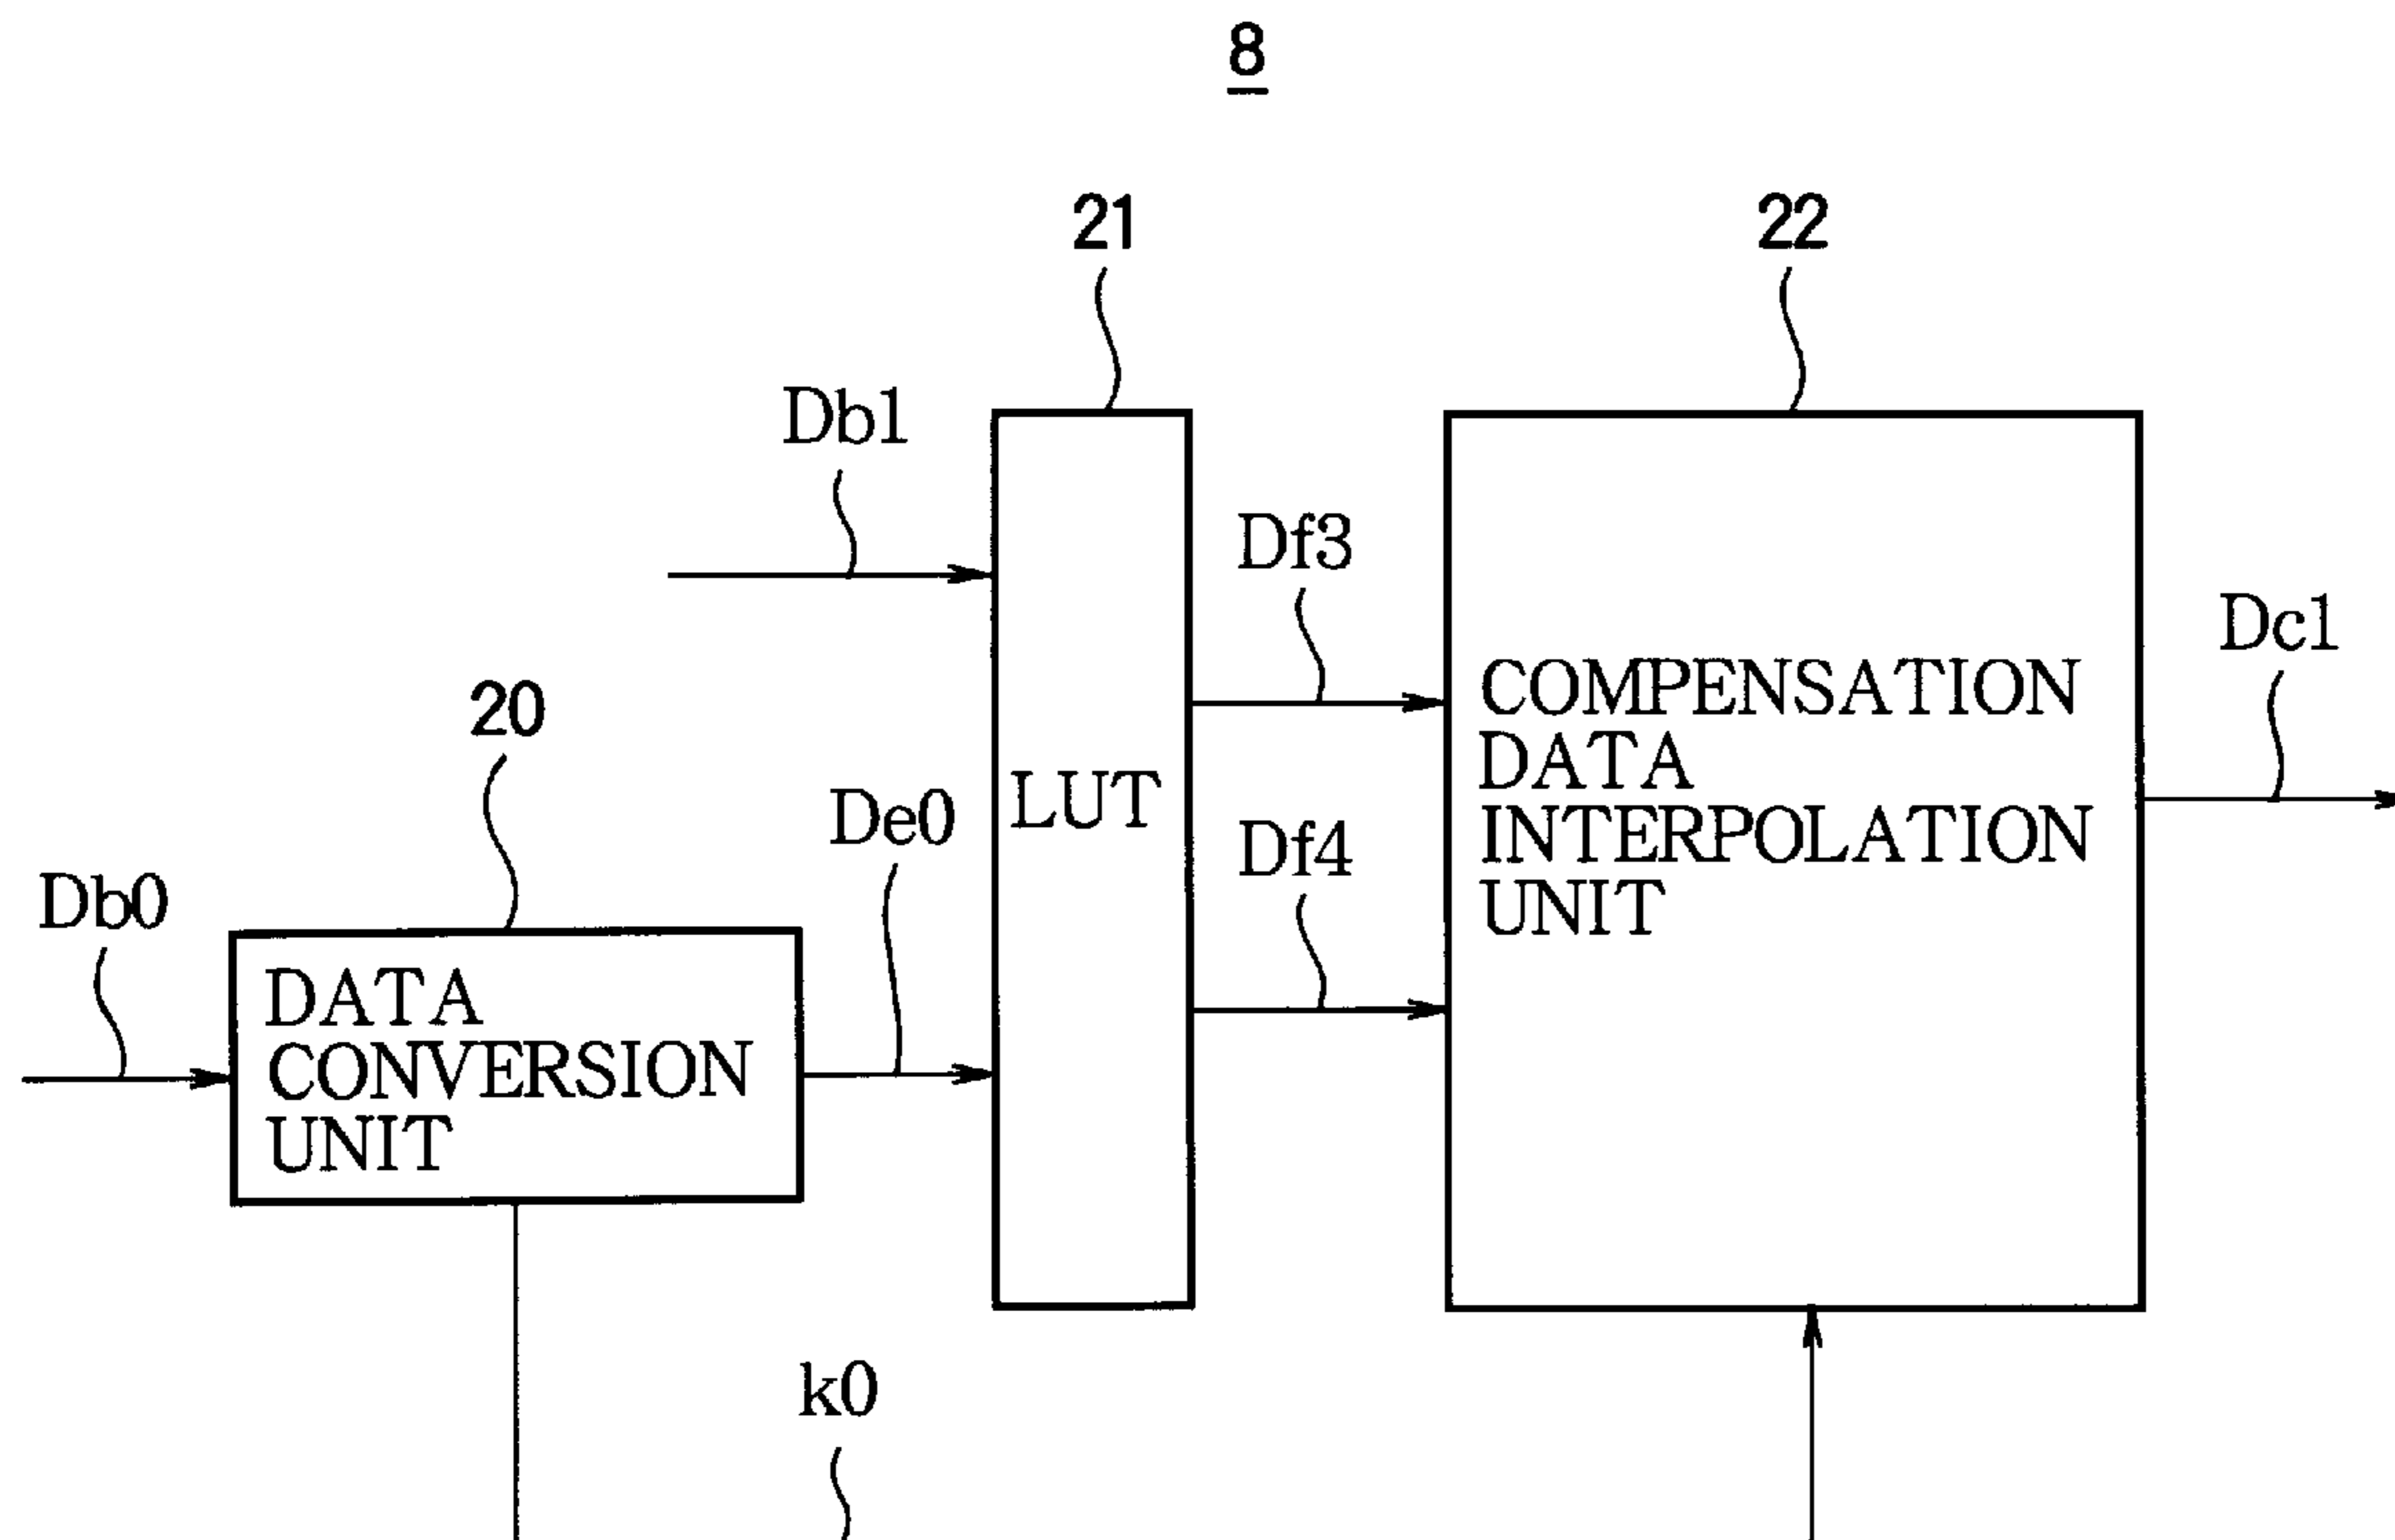 8
21
22
Db1
Df3
Dc1
COMPENSATION
DATA
INTERPOLATION
UNIT
20
LUT
De0
Df4
Db0
DATA
CONVERSION
UNIT
k0